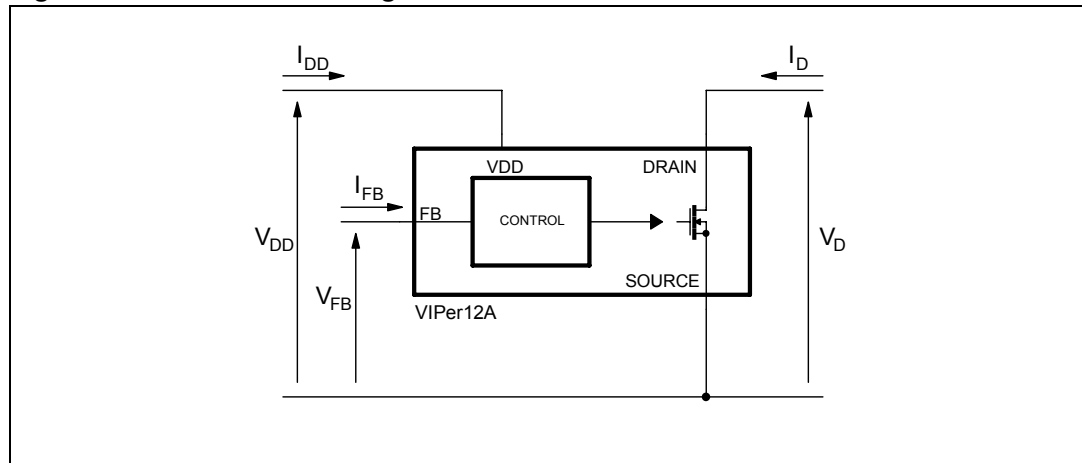 I_DD
I_D
VDD
DRAIN
I_FB
FB
CONTROL
V_DD
V_D
V_FB
SOURCE
VIPer12A